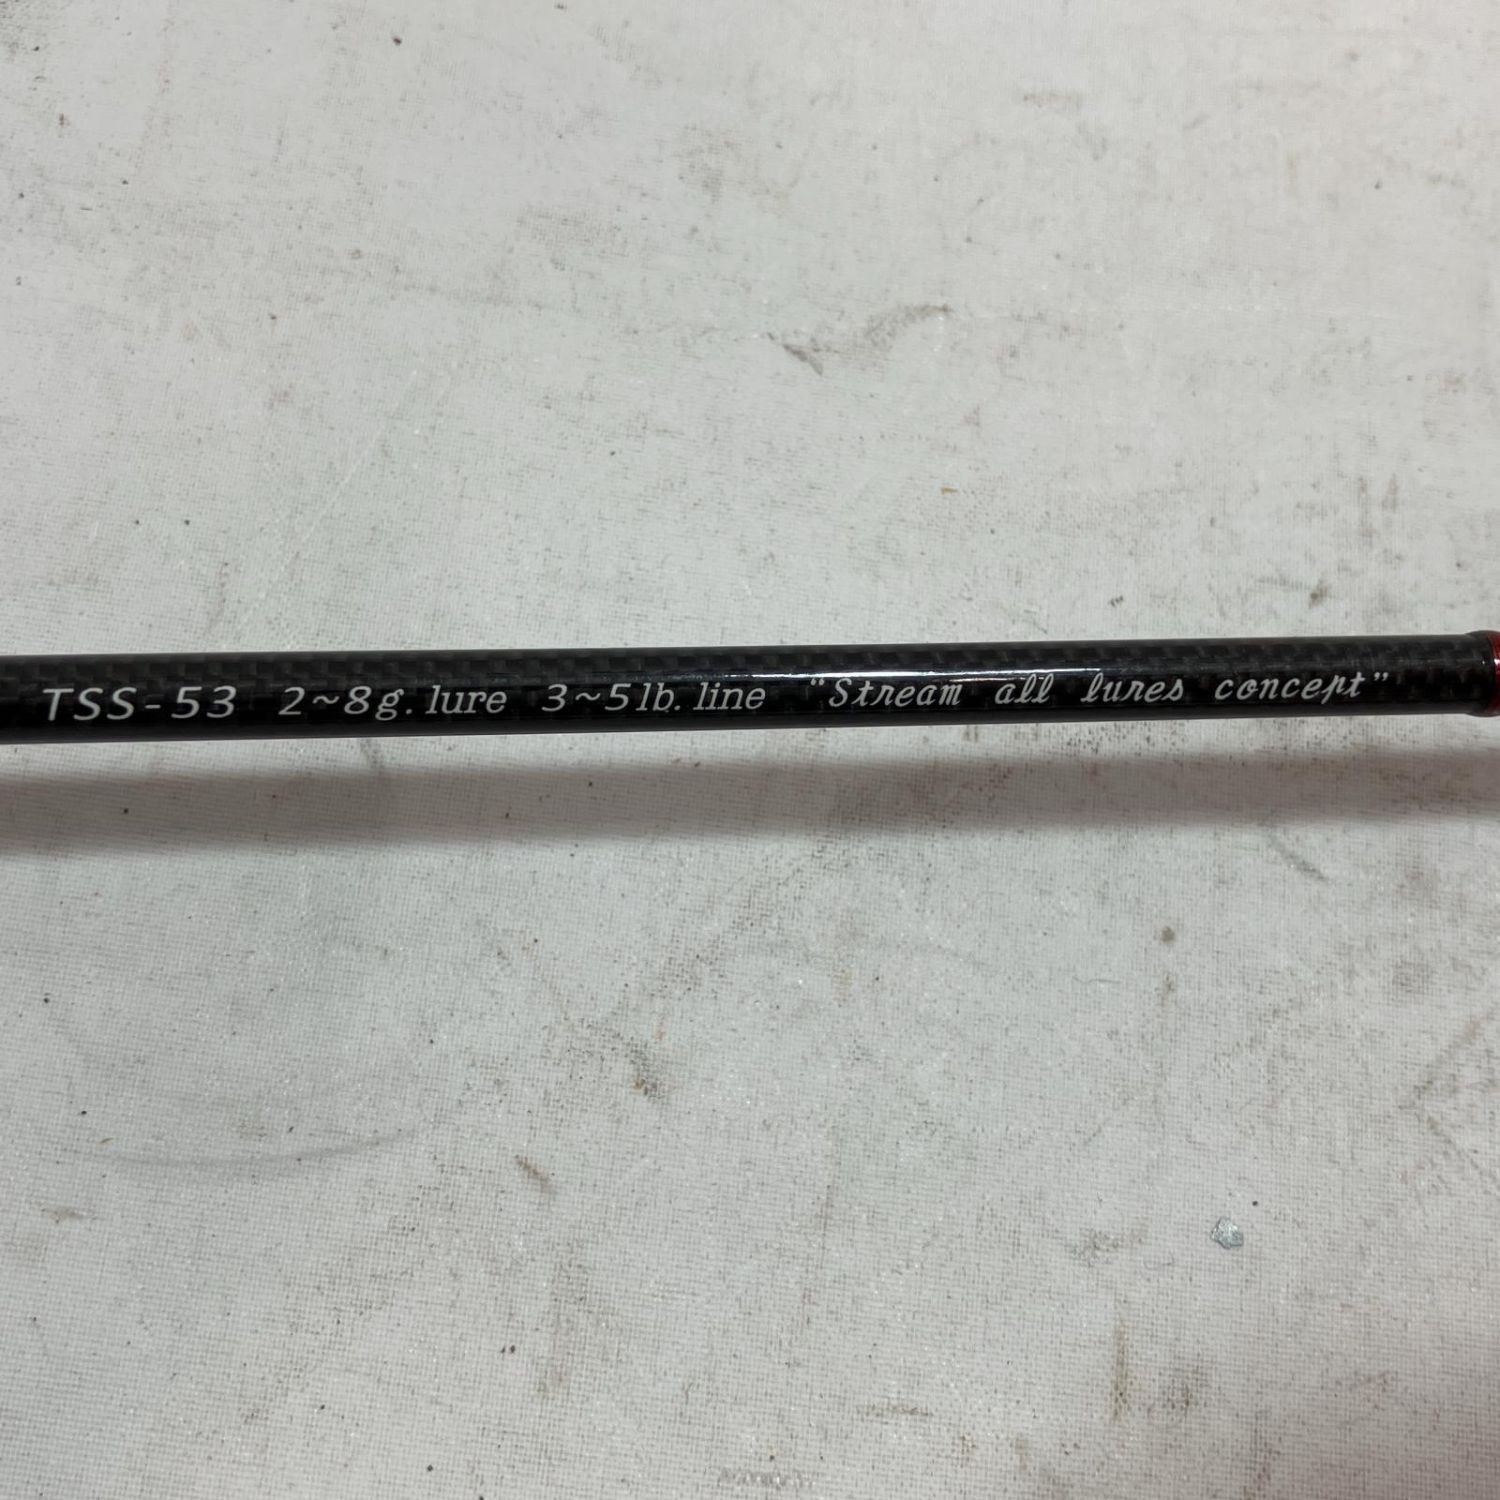 TSS-53 2~8g. lure 3~5lb. line "Stream all lures concept"